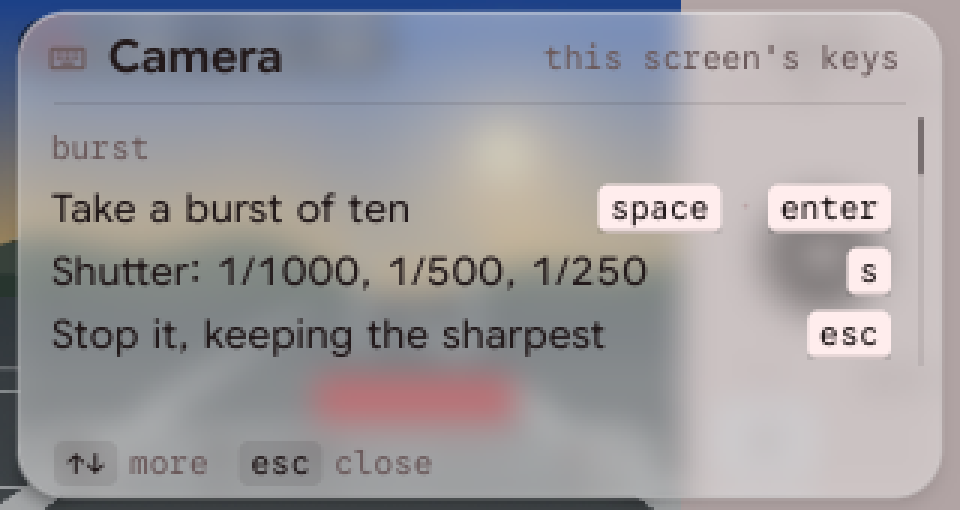 Camera this screen's keys
burst
Take a burst of ten space · enter
Shutter: 1/1000, 1/500, 1/250 s
Stop it, keeping the sharpest esc
↑↓ more esc close